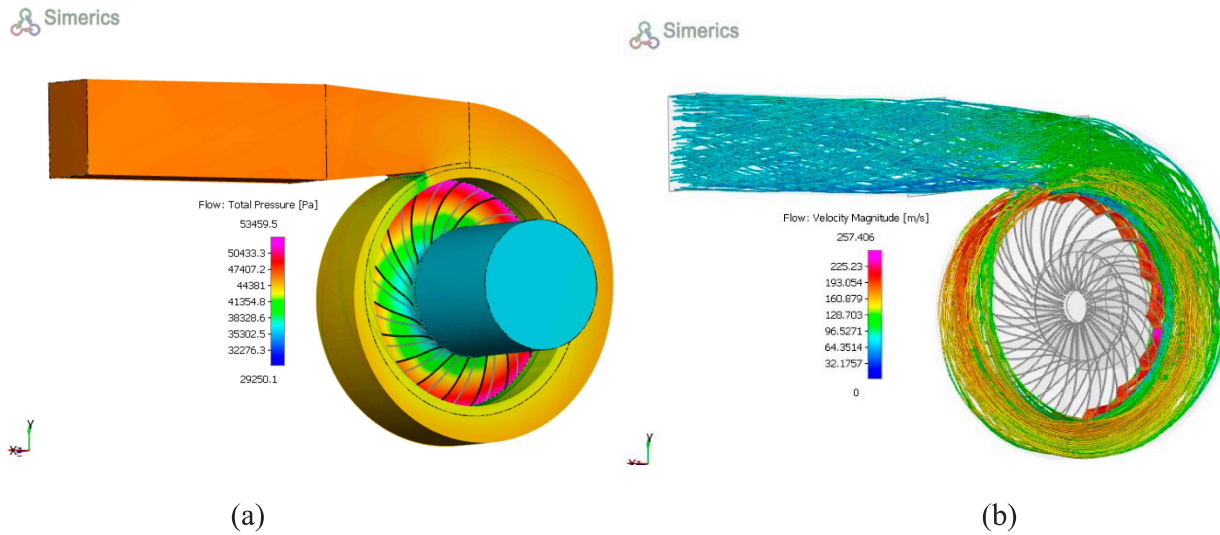 Simerics
Flow: Total Pressure [Pa]
53459.5
50433.3
47407.2
44381
41354.8
38328.6
35302.5
32276.3
29250.1
Y
Xz
(a)
Simerics
Flow: Velocity Magnitude [m/s]
257.406
225.23
193.054
160.879
128.703
96.5271
64.3514
32.1757
0
Y
(b)